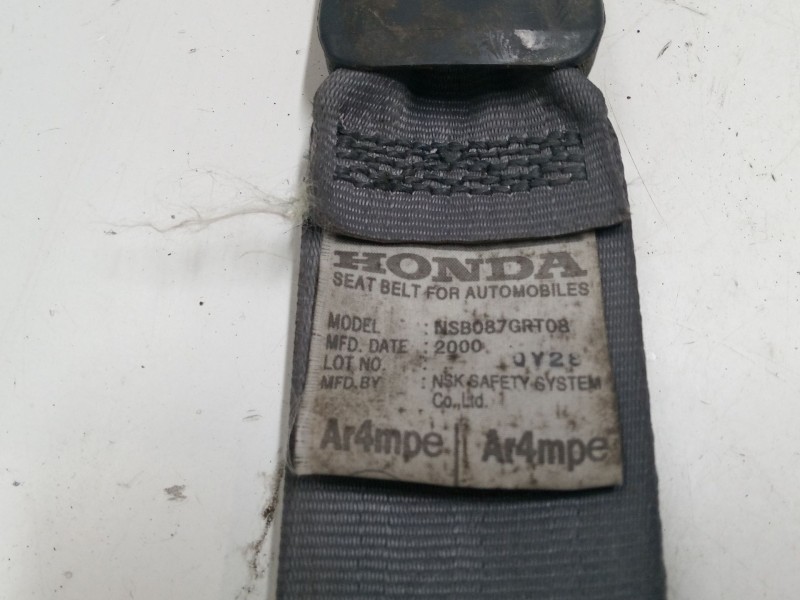 HONDA
SEAT BELT FOR AUTOMOBILES
MODEL : NSB087GRT08
MFD. DATE : 2000
LOT NO. : 0Y28
MFD.BY : NSK SAFETY SYSTEM
Co.,Ltd.
Ar4mpe Ar4mpe